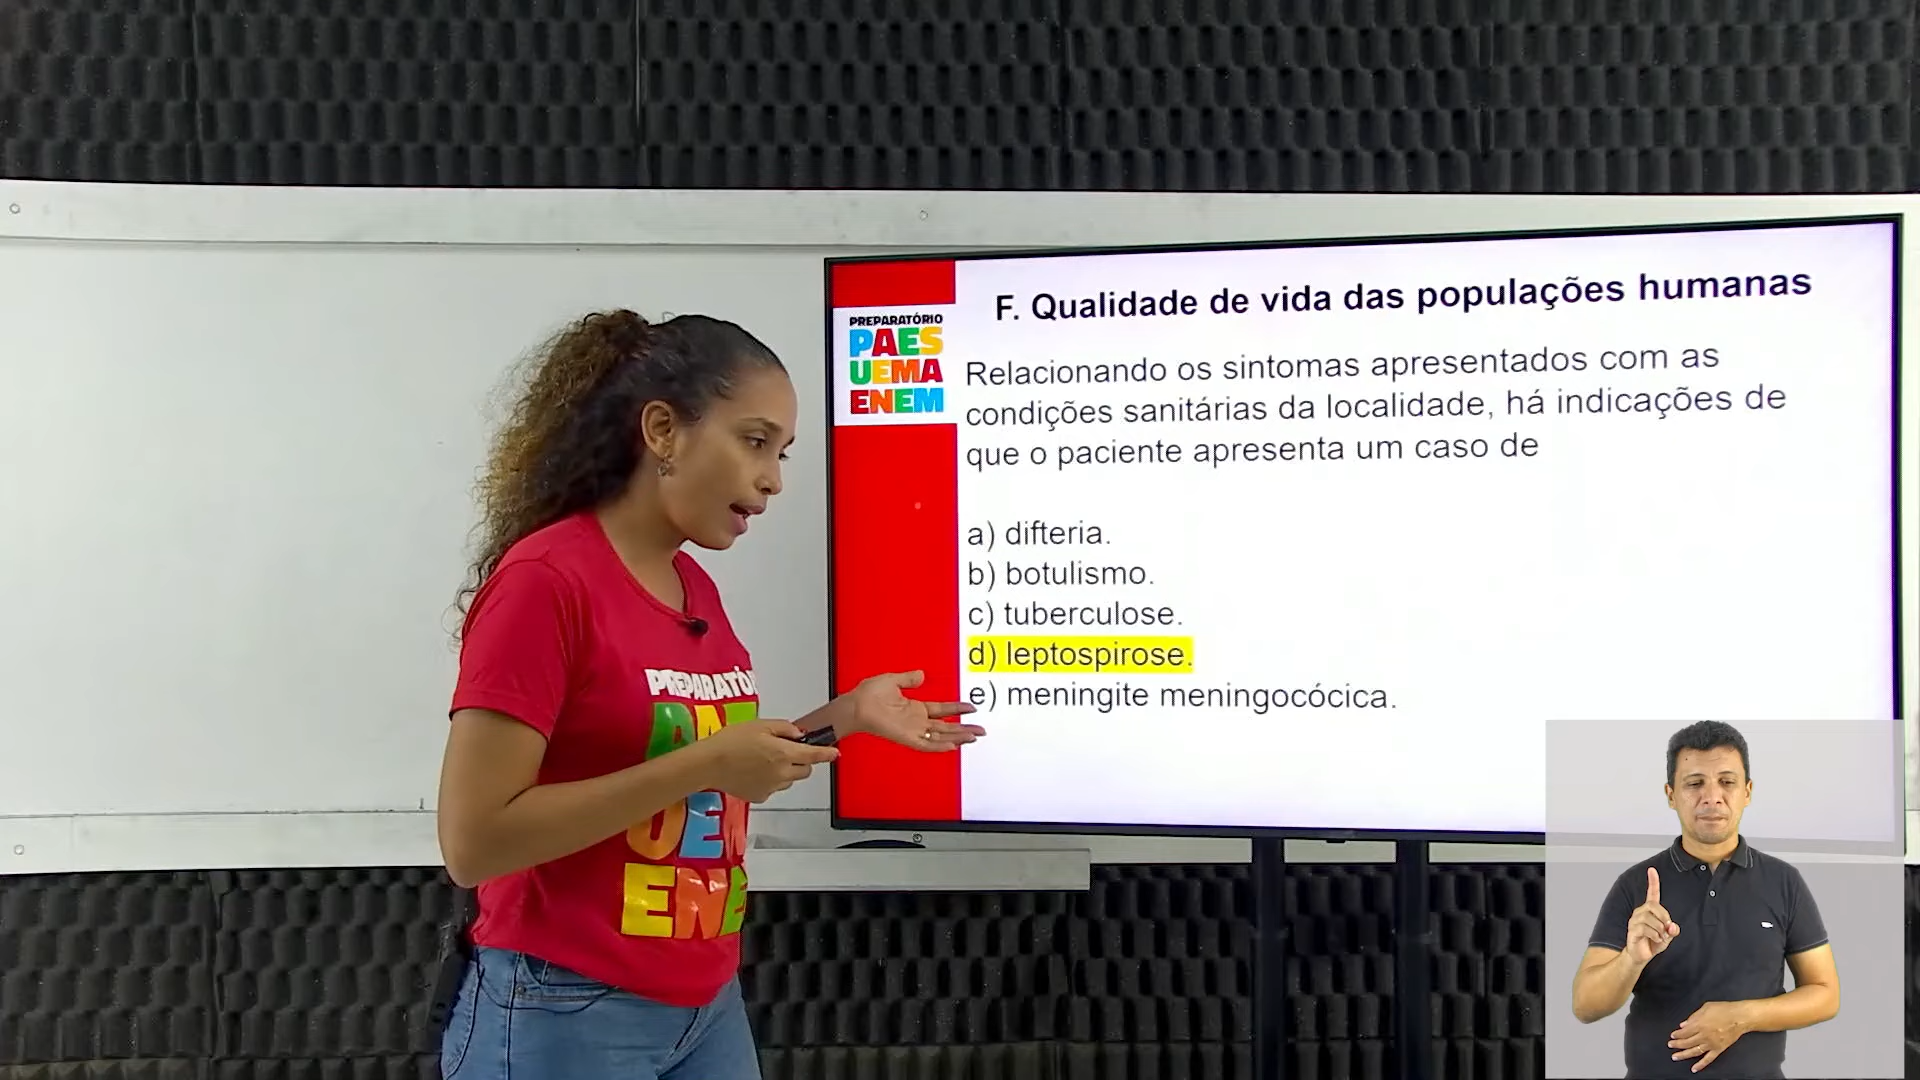 F. Qualidade de vida das populações humanas
PREPARATÓRIO
PAES
UEMA
ENEM
Relacionando os sintomas apresentados com as
condições sanitárias da localidade, há indicações de
que o paciente apresenta um caso de
a) difteria.
b) botulismo.
c) tuberculose.
d) leptospirose.
e) meningite meningocócica.